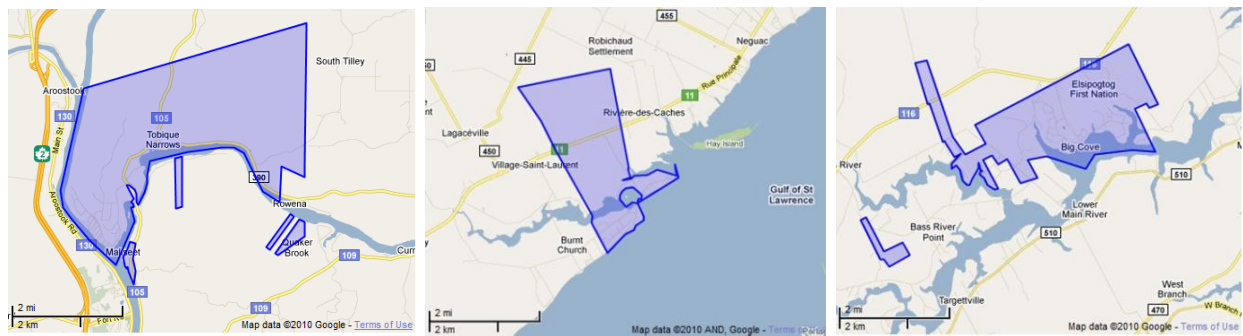 South Tilley
Aroostook
130
Main St
105
Tobique
Narrows
2
390
Rowena
Aroostook Rd
130
Maliseet
Quaker
Brook
109
105
109
2 mi
2 km
Map data ©2010 Google - Terms of Use
455
Robichaud
Settlement
Neguac
445
Rue Principale
11
Rivière-des-Caches
Lagacéville
Hay Island
450
11
Village-Saint-Laurent
Gulf of St
Lawrence
Burnt
Church
2 mi
2 km
Map data ©2010 AND, Google - Terms of
116
Elsipogtog
First Nation
116
Big Cove
River
510
Lower
Main River
Bass River
Point
510
West
Branch
Targettville
470
W Branch
2 mi
2 km
Map data ©2010 Google - Terms of Use